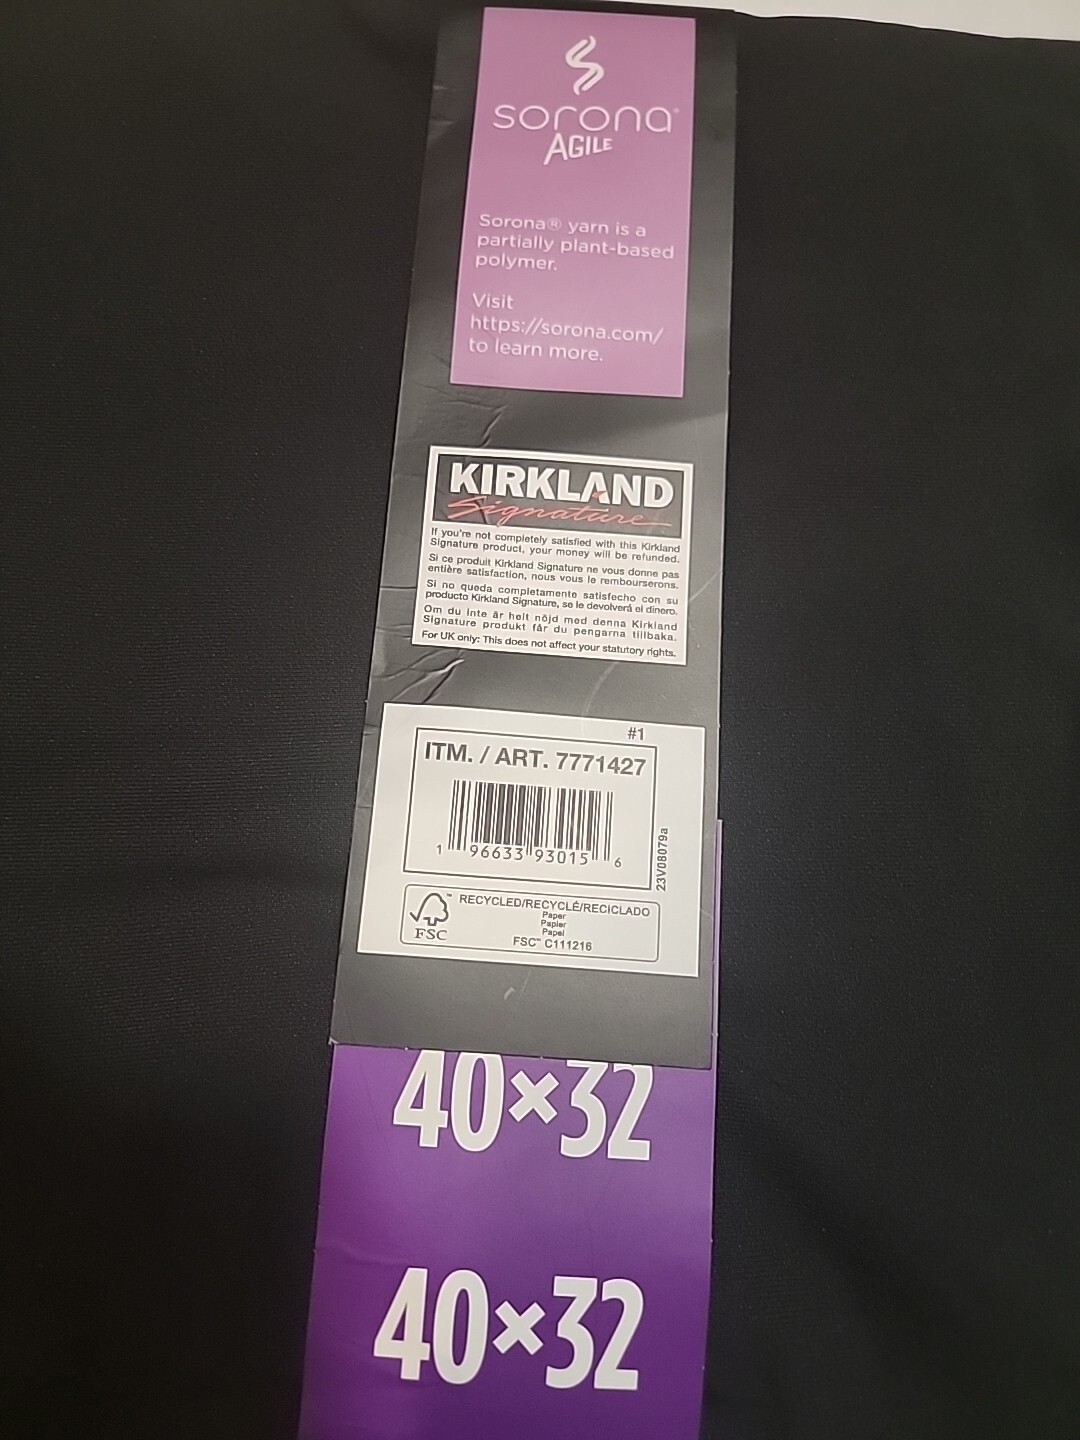 sorona®
AGILE
Sorona® yarn is a
partially plant-based
polymer.
Visit
https://sorona.com/
to learn more.
KIRKLAND
Signature
If you're not completely satisfied with this Kirkland
Signature product, your money will be refunded.
Si ce produit Kirkland Signature ne vous donne pas
entière satisfaction, nous vous le rembourserons.
Si no queda completamente satisfecho con su
producto Kirkland Signature, se le devolverá el dinero.
Om du inte är helt nöjd med denna Kirkland
Signature produkt får du pengarna tillbaka.
For UK only: This does not affect your statutory rights.
#1
ITM. / ART. 7771427
1 96633 93015 6
23V08079a
FSC
RECYCLED/RECYCLÉ/RECICLADO
Paper
Papier
Papel
FSC™ C111216
40×32
40×32